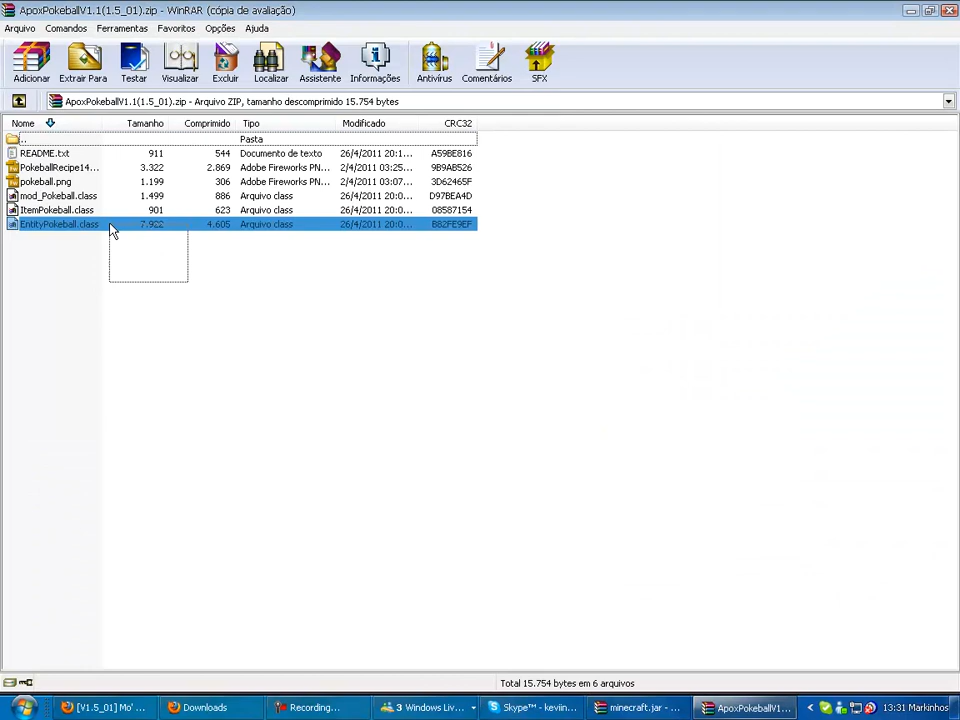 ApoxPokeballV1.1(1.5_01).zip - WinRAR (cópia de avaliação)
Arquivo Comandos Ferramentas Favoritos Opções Ajuda
Adicionar Extrair Para Testar Visualizar Excluir Localizar Assistente Informações Antivírus Comentários SFX
ApoxPokeballV1.1(1.5_01).zip - Arquivo ZIP, tamanho descomprimido 15.754 bytes
Nome Tamanho Comprimido Tipo Modificado CRC32
.. Pasta
README.txt 911 544 Documento de texto 26/4/2011 20:1... A59BE816
PokeballRecipe14... 3.322 2.869 Adobe Fireworks PN... 2/4/2011 03:25... 9B9AB526
pokeball.png 1.199 306 Adobe Fireworks PN... 2/4/2011 03:07... 3D62465F
mod_Pokeball.class 1.499 886 Arquivo class 26/4/2011 20:0... D97BEA4D
ItemPokeball.class 901 623 Arquivo class 26/4/2011 20:0... 08587154
EntityPokeball.class 7.922 4.605 Arquivo class 26/4/2011 20:0... B82FE9EF
Total 15.754 bytes em 6 arquivos
[V1.5_01] Mo' ... Downloads Recording... 3 Windows Liv... Skype™ - keviin... minecraft.jar - ... ApoxPokeballV1... 13:31 Markinhos